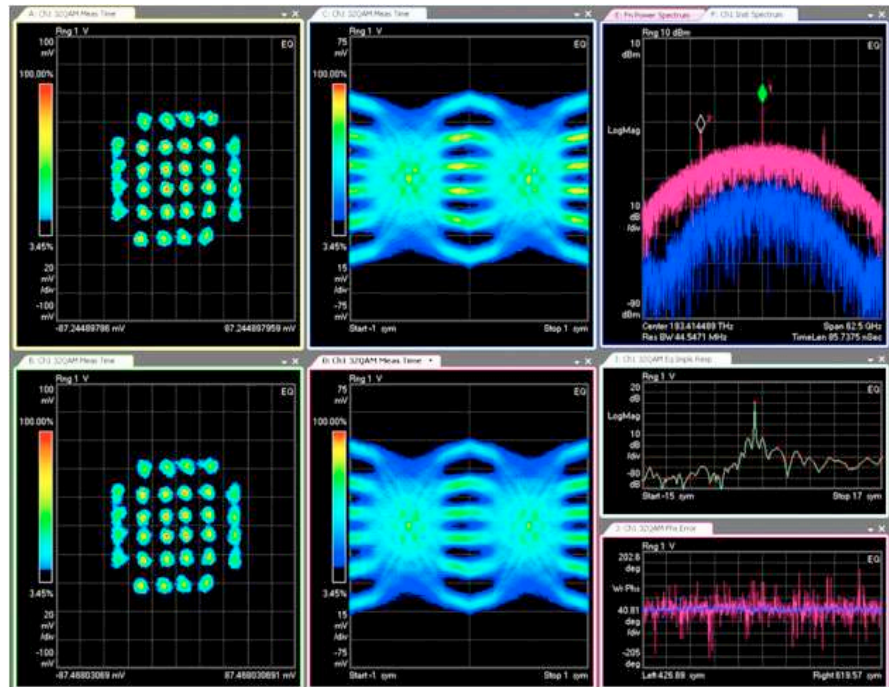 A: Ch1 32QAM Meas Time
Rng 1 V
100
mV
EQ
100.00%
3.45%
20
mV
/div
-100
mV
-87.244897959 mV
87.244897959 mV
C: Ch1 32QAM Meas Time
Rng 1 V
75
mV
EQ
100.00%
3.45%
15
mV
/div
-75
mV
Start -1 sym
Stop 1 sym
F: Ch1 Inst Spectrum
Rng 10 dBm
10
dBm
EQ
LogMag
10
dB
/div
-90
dBm
Center 193.414489 THz
Span 62.5 GHz
Res BW 44.5471 MHz
TimeLen 85.7375 nSec
B: Ch1 32QAM Meas Time
Rng 1 V
100
mV
EQ
100.00%
3.45%
20
mV
/div
-100
mV
-87.46803069 mV
87.468030691 mV
D: Ch1 32QAM Meas Time
Rng 1 V
75
mV
EQ
100.00%
3.45%
15
mV
/div
-75
mV
Start -1 sym
Stop 1 sym
Ch1 32QAM Eq Impls Resp
Rng 1 V
20
dB
EQ
LogMag
10
dB
/div
-80
dB
Start -15 sym
Stop 17 sym
Ch1 32QAM Phs Error
Rng 1 V
202.6
deg
EQ
Wr Phs
40.81
deg
/div
-205
deg
Left 426.89 sym
Right 819.57 sym